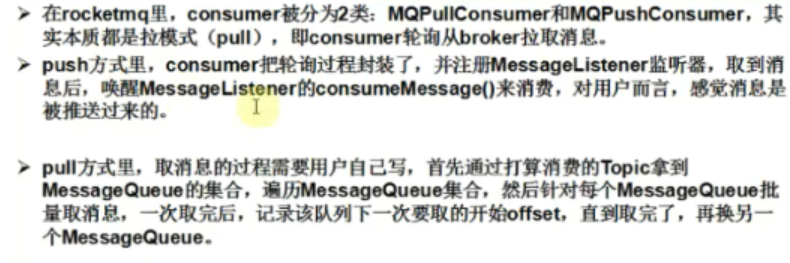 ➢ 在rocketmq里，consumer被分为2类：MQPullConsumer和MQPushConsumer，其
实本质都是拉模式（pull），即consumer轮询从broker拉取消息。
➢ push方式里，consumer把轮询过程封装了，并注册MessageListener监听器，取到消
息后，唤醒MessageListener的consumeMessage()来消费，对用户而言，感觉消息是
被推送过来的。
➢ pull方式里，取消息的过程需要用户自己写，首先通过打算消费的Topic拿到
MessageQueue的集合，遍历MessageQueue集合，然后针对每个MessageQueue批
量取消息，一次取完后，记录该队列下一次要取的开始offset，直到取完了，再换另一
个MessageQueue。